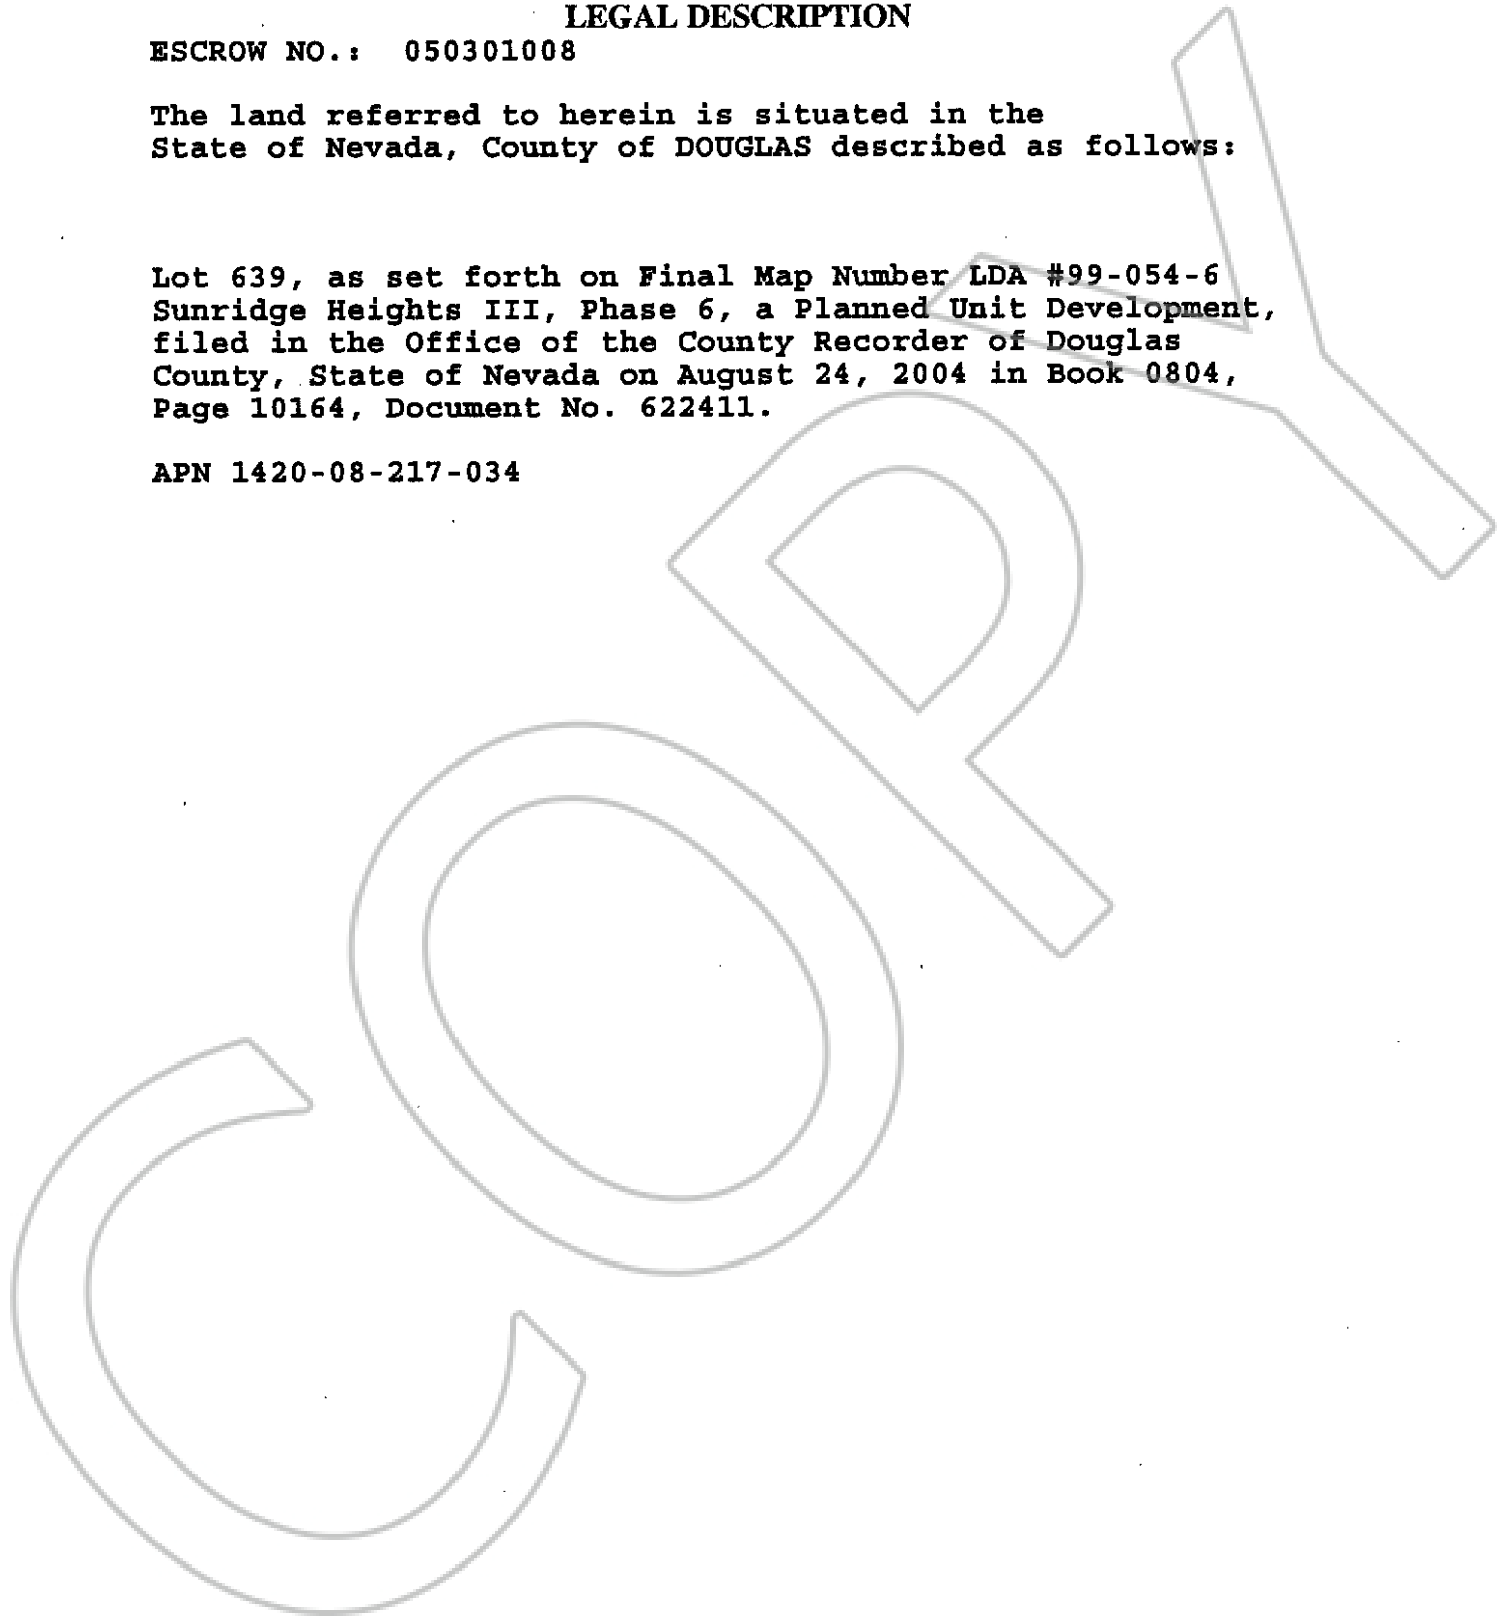 LEGAL DESCRIPTION
ESCROW NO.: 050301008
The land referred to herein is situated in the
State of Nevada, County of DOUGLAS described as follows:
Lot 639, as set forth on Final Map Number LDA #99-054-6
Sunridge Heights III, Phase 6, a Planned Unit Development,
filed in the Office of the County Recorder of Douglas
County, State of Nevada on August 24, 2004 in Book 0804,
Page 10164, Document No. 622411.
APN 1420-08-217-034
COPY